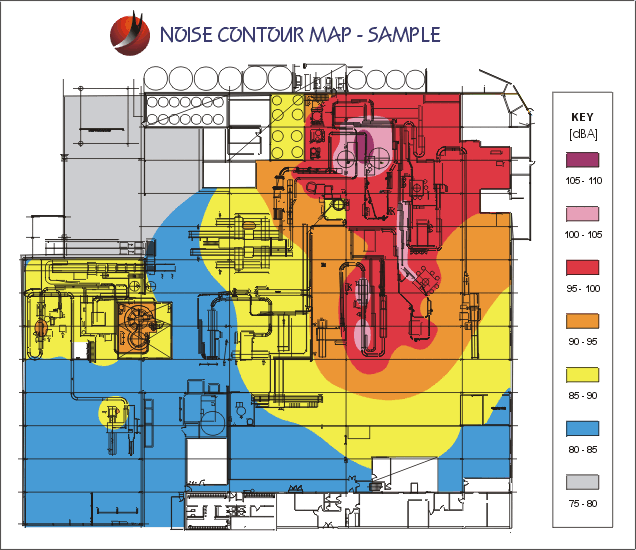 NOISE CONTOUR MAP - SAMPLE
KEY
[dBA]
105 - 110
100 - 105
95 - 100
90 - 95
85 - 90
80 - 85
75 - 80